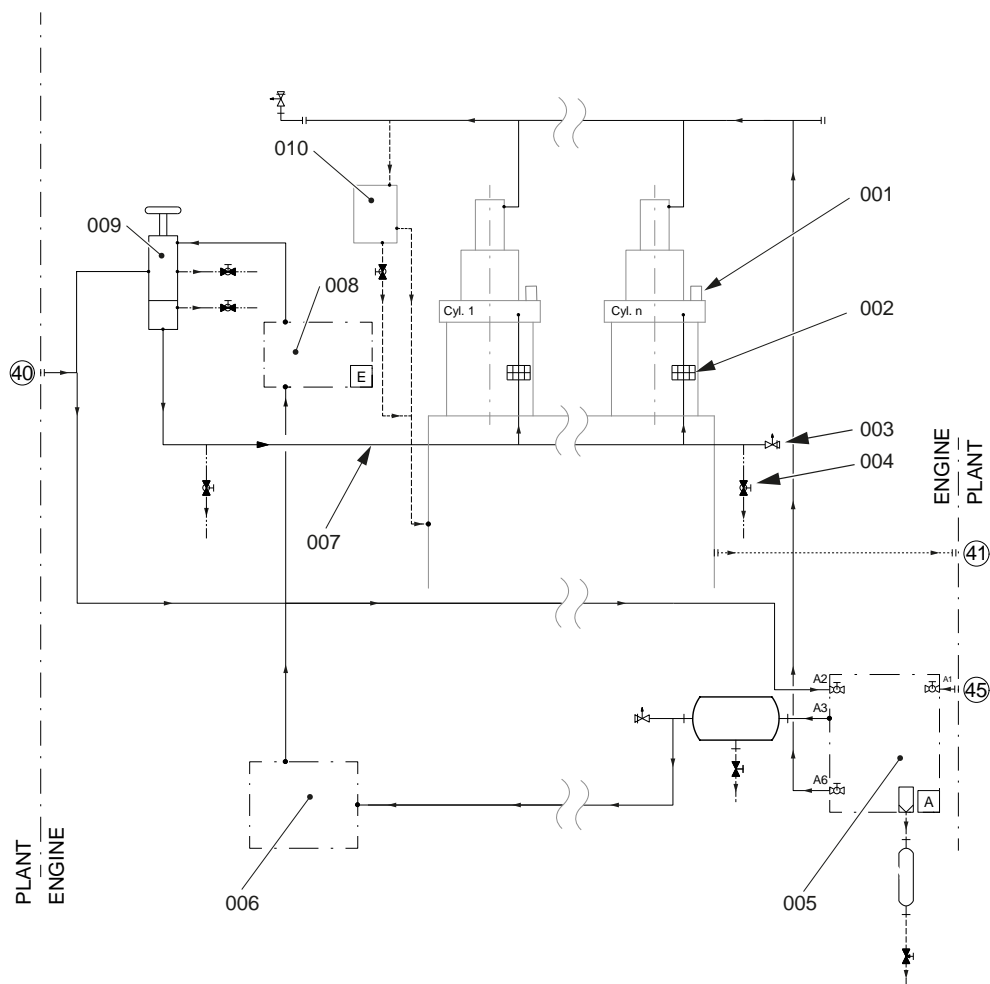 010
009
001
008
Cyl. 1
Cyl. n
002
E
40
003
004
ENGINE
PLANT
007
41
A2
A1
45
A3
A6
A
PLANT
ENGINE
006
005